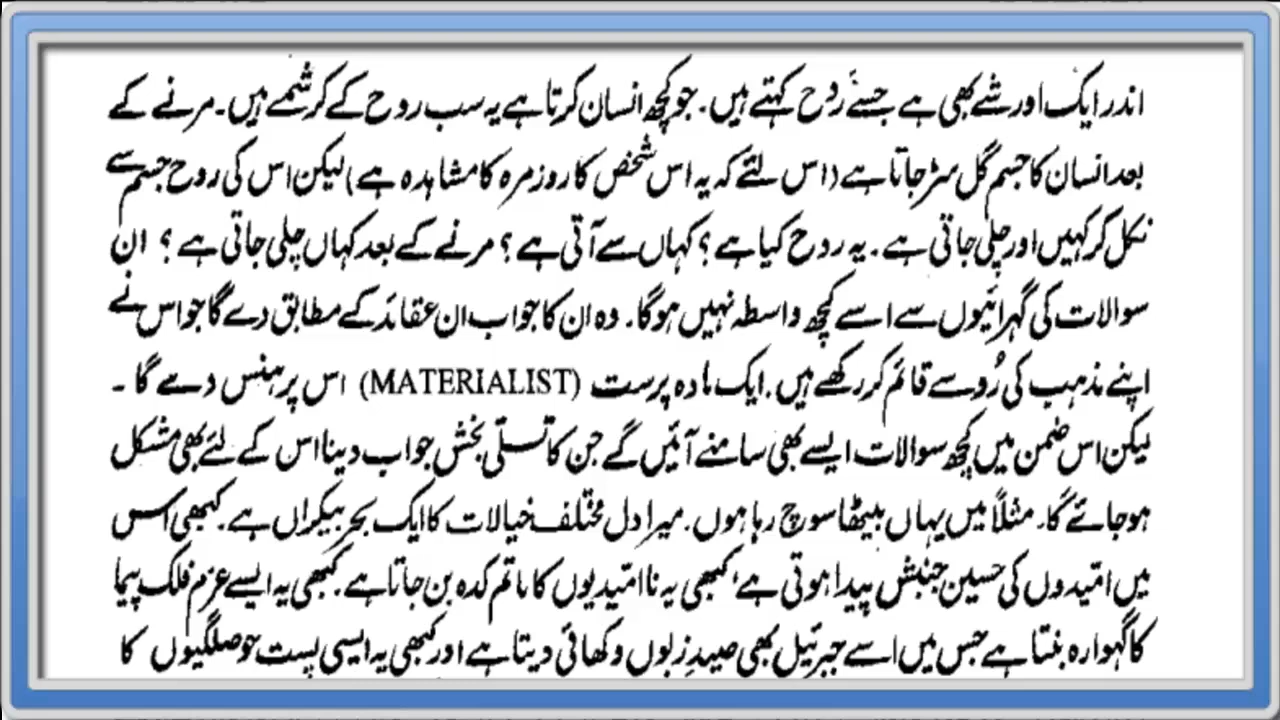 اندر ایک اور شے بھی ہے جسے رُوح کہتے ہیں۔ جو کچھ انسان کرتا ہے یہ سب روح کے کرشمے ہیں۔ مرنے کے
بعد انسان کا جسم گل سڑ جاتا ہے (اس لئے کہ یہ اس شخص کا روز مرہ کا مشاہدہ ہے) لیکن اس کی روح جسم سے
نکل کر کہیں اور چلی جاتی ہے۔ یہ روح کیا ہے؟ کہاں سے آتی ہے؟ مرنے کے بعد کہاں چلی جاتی ہے؟ ان
سوالات کی گہرائیوں سے اسے کچھ واسطہ نہیں ہوگا۔ وہ ان کا جواب ان عقائد کے مطابق دے گا جو اس نے
اپنے مذہب کی رُو سے قائم کر رکھے ہیں۔ ایک مادہ پرست (MATERIALIST) اس پر ہنس دے گا۔
لیکن اس ضمن میں کچھ سوالات ایسے بھی سامنے آئیں گے جن کا تسلّی بخش جواب دینا اس کے لئے بھی مشکل
ہو جائے گا۔ مثلاً میں یہاں بیٹھا سوچ رہا ہوں۔ میرا دل مختلف خیالات کا ایک بحرِ بیکراں ہے۔ کبھی اس
میں امّیدوں کی حسین جنبش پیدا ہوتی ہے' کبھی یہ نا امّیدیوں کا ماتم کدہ بن جاتا ہے۔ کبھی یہ ایسے عزم فلک پیما
کا گہوارہ بنتا ہے جس میں اسے جبرئیل بھی صیدِ زبوں دکھائی دیتا ہے اور کبھی یہ ایسی پست حوصلگیوں کا